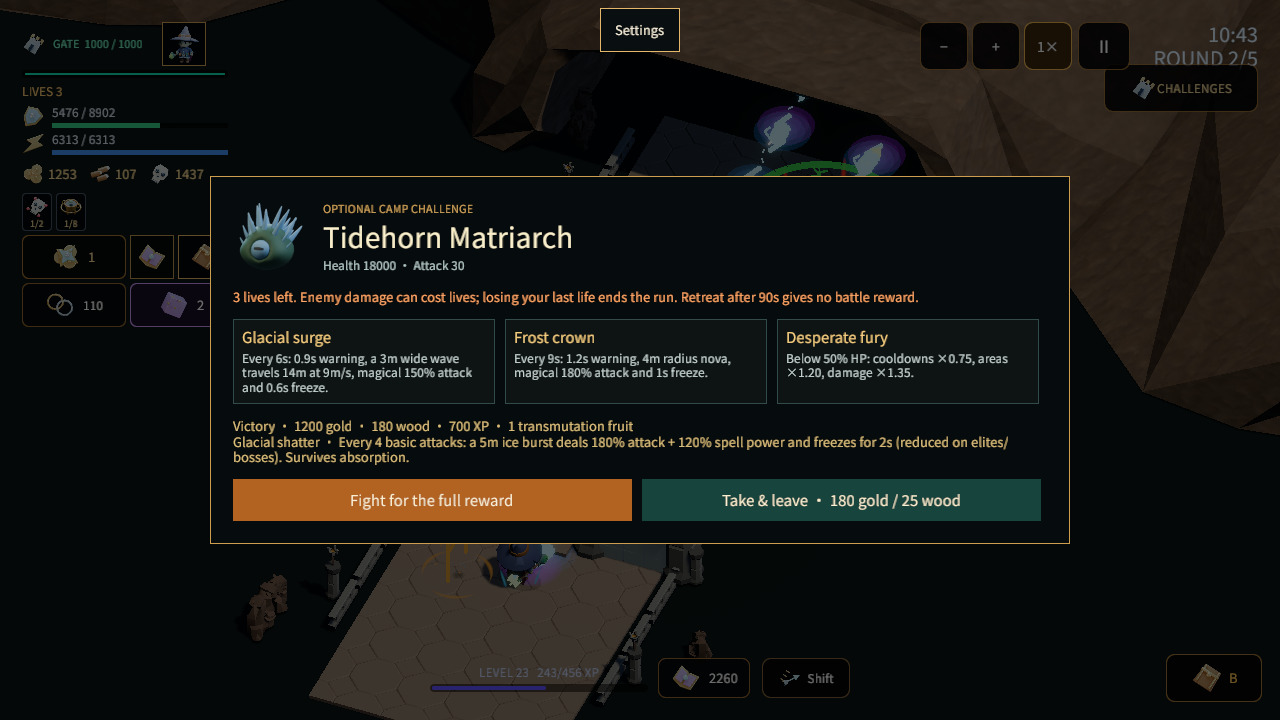 Settings
GATE 1000 / 1000
− + 1×
10:43
ROUND 2/5
CHALLENGES
LIVES 3
5476 / 8902
6313 / 6313
1253 107 1437
1/2 1/8
1
110 2
OPTIONAL CAMP CHALLENGE
Tidehorn Matriarch
Health 18000 • Attack 30
3 lives left. Enemy damage can cost lives; losing your last life ends the run. Retreat after 90s gives no battle reward.
Glacial surge
Every 6s: 0.9s warning, a 3m wide wave
travels 14m at 9m/s, magical 150% attack
and 0.6s freeze.
Frost crown
Every 9s: 1.2s warning, 4m radius nova,
magical 180% attack and 1s freeze.
Desperate fury
Below 50% HP: cooldowns ×0.75, areas
×1.20, damage ×1.35.
Victory • 1200 gold • 180 wood • 700 XP • 1 transmutation fruit
Glacial shatter • Every 4 basic attacks: a 5m ice burst deals 180% attack + 120% spell power and freezes for 2s (reduced on elites/
bosses). Survives absorption.
Fight for the full reward
Take & leave • 180 gold / 25 wood
LEVEL 23 243/456 XP
2260
Shift
B